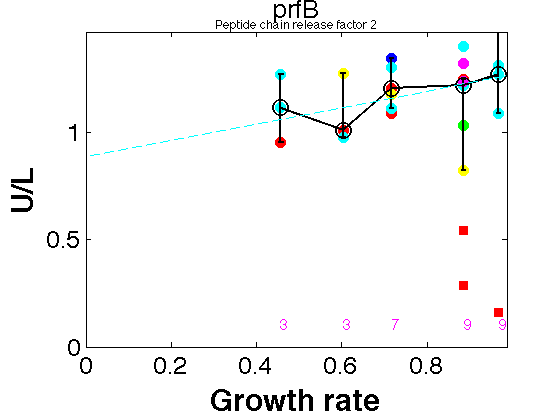 prfB
Peptide chain release factor 2
U/L
1
0.5
0
3 3 7 9 9
0 0.2 0.4 0.6 0.8
Growth rate